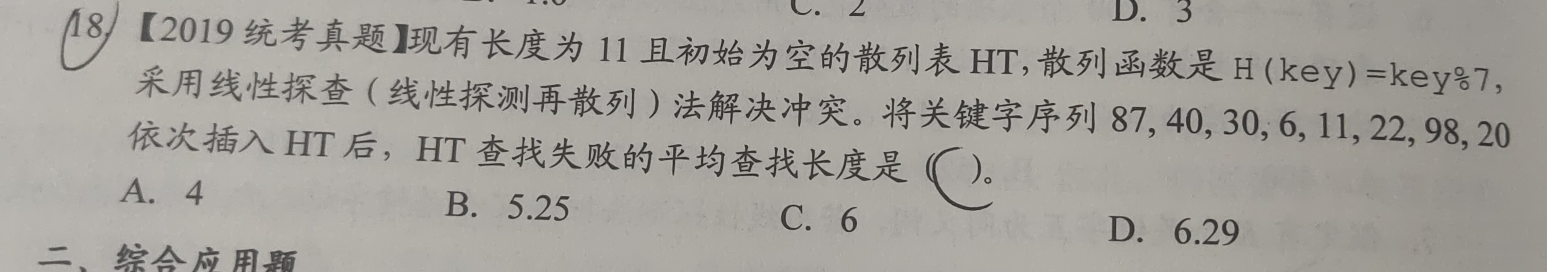 C. 2
D. 3
18. 【2019统考真题】现有长度为 11 且初始为空的散列表 HT,散列函数是 H(key)=key%7,
采用线性探查(线性探测再散列)法解决冲突。将关键字序列 87, 40, 30, 6, 11, 22, 98, 20
依次插入 HT 后,HT 查找失败的平均查找长度是( )。
A. 4
B. 5.25
C. 6
D. 6.29
二、综合应用题